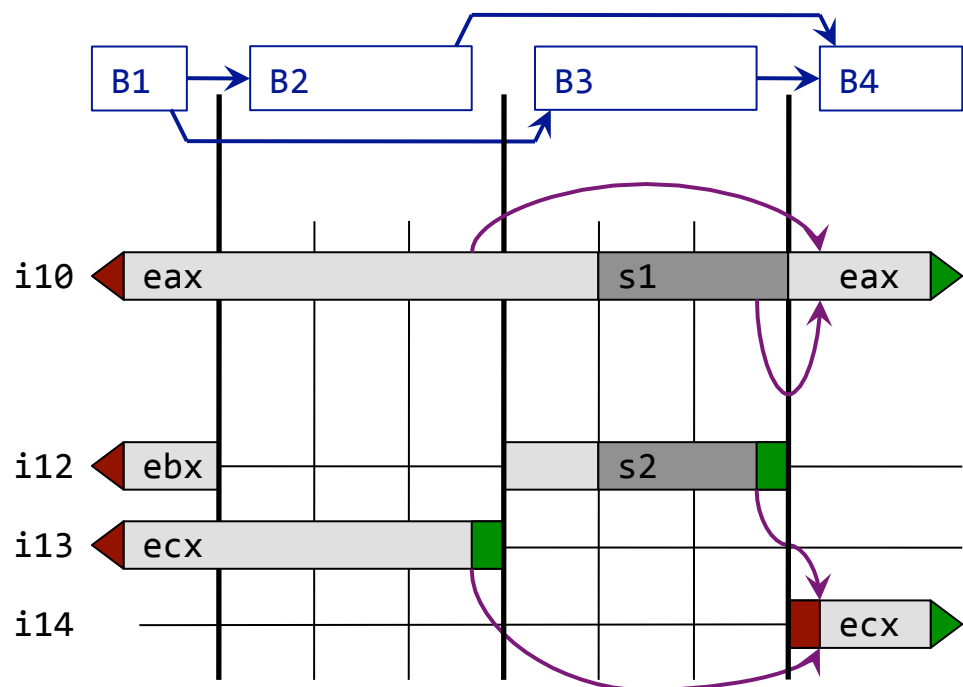 B1 B2 B3 B4
i10 eax s1 eax
i12 ebx s2
i13 ecx
i14 ecx